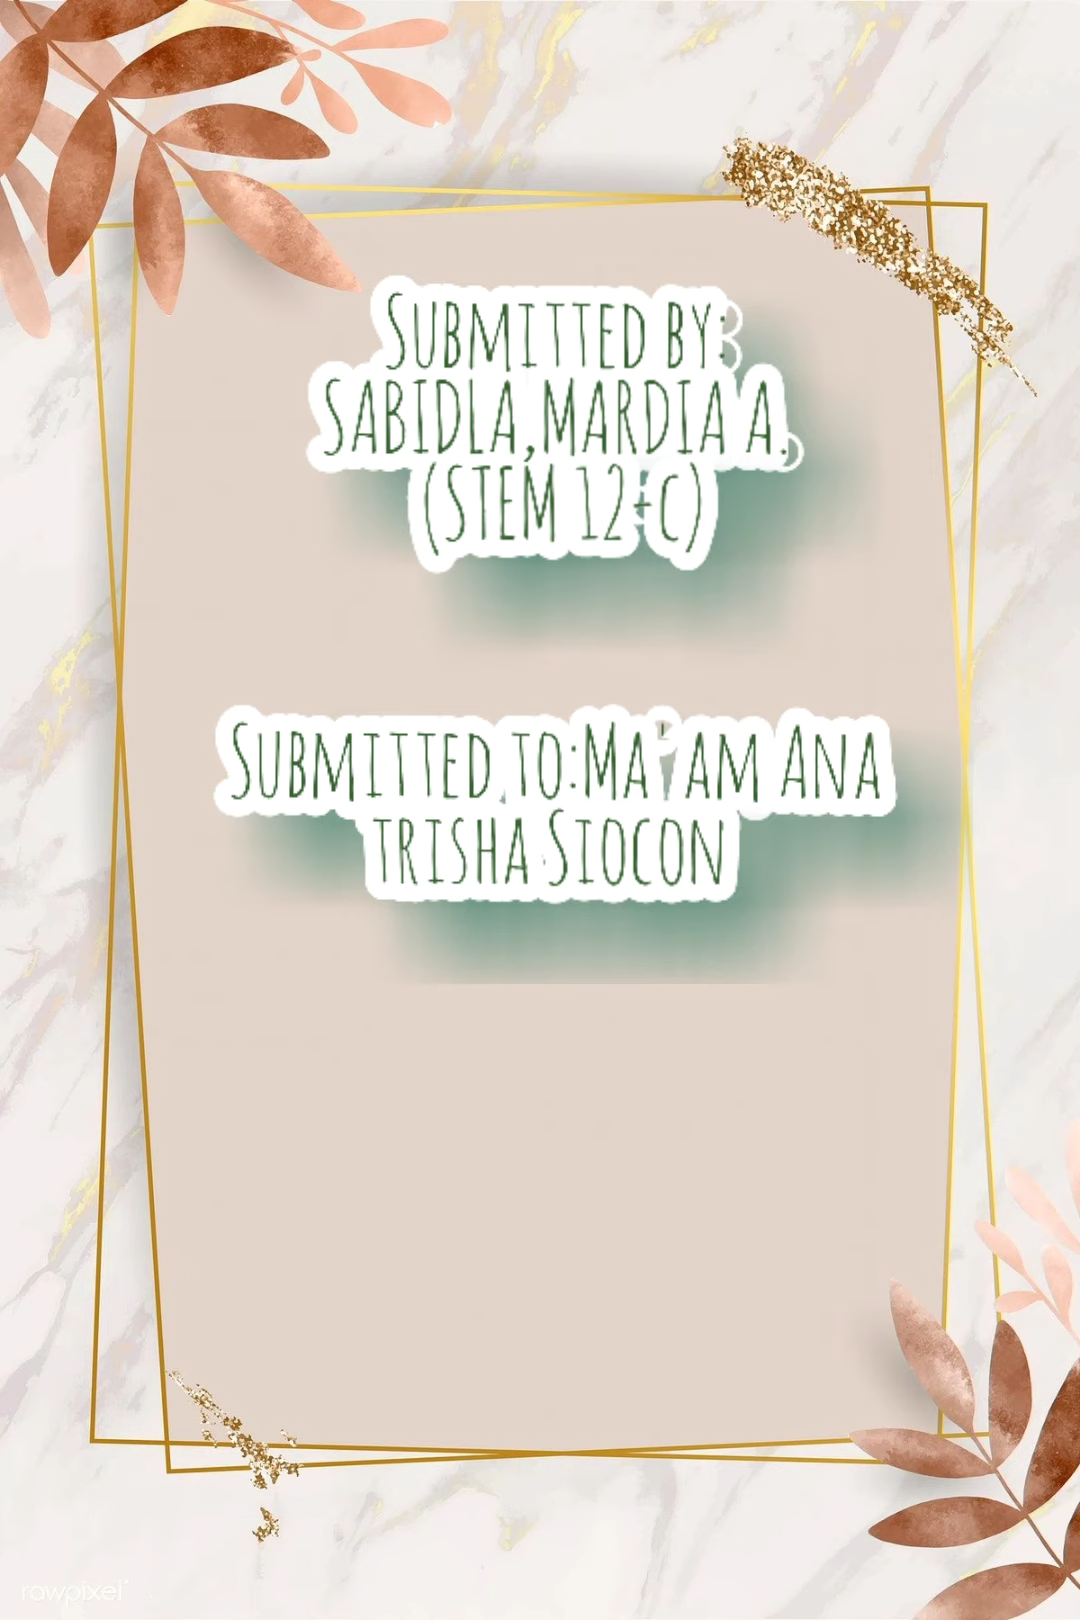 Submitted by:
SABIDLA,MARDIA A.
(STEM 12-C)
Submitted to:Ma'am Ana
trisha Siocon
rawpixel